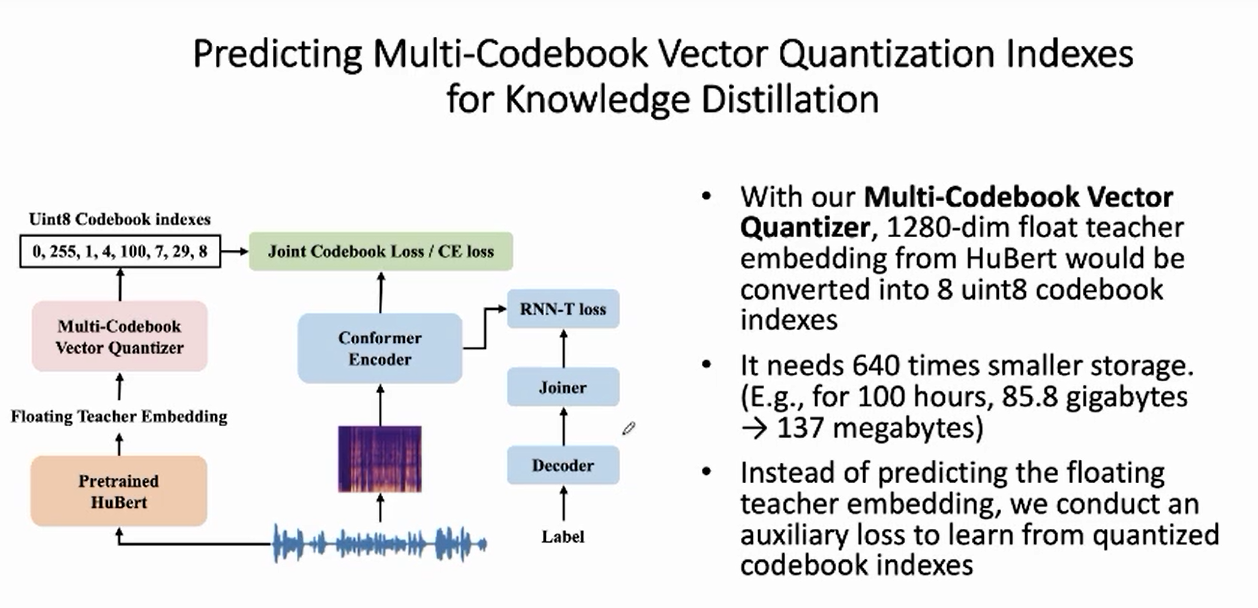 Predicting Multi-Codebook Vector Quantization Indexes
for Knowledge Distillation
Uint8 Codebook indexes
0, 255, 1, 4, 100, 7, 29, 8
Joint Codebook Loss / CE loss
Multi-Codebook
Vector Quantizer
Conformer
Encoder
RNN-T loss
Joiner
Floating Teacher Embedding
Decoder
Pretrained
HuBert
Label
• With our Multi-Codebook Vector
Quantizer, 1280-dim float teacher
embedding from HuBert would be
converted into 8 uint8 codebook
indexes
• It needs 640 times smaller storage.
(E.g., for 100 hours, 85.8 gigabytes
→ 137 megabytes)
• Instead of predicting the floating
teacher embedding, we conduct an
auxiliary loss to learn from quantized
codebook indexes